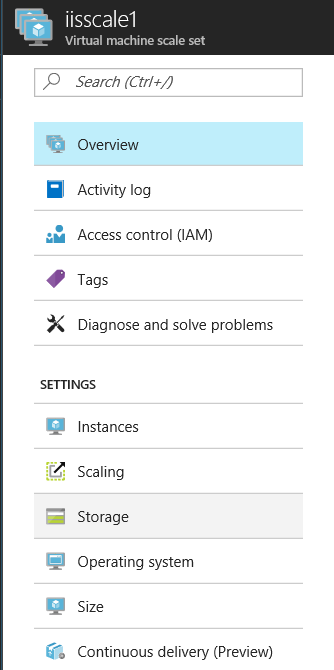 iisscale1
Virtual machine scale set
Search (Ctrl+/)
Overview
Activity log
Access control (IAM)
Tags
Diagnose and solve problems
SETTINGS
Instances
Scaling
Storage
Operating system
Size
Continuous delivery (Preview)